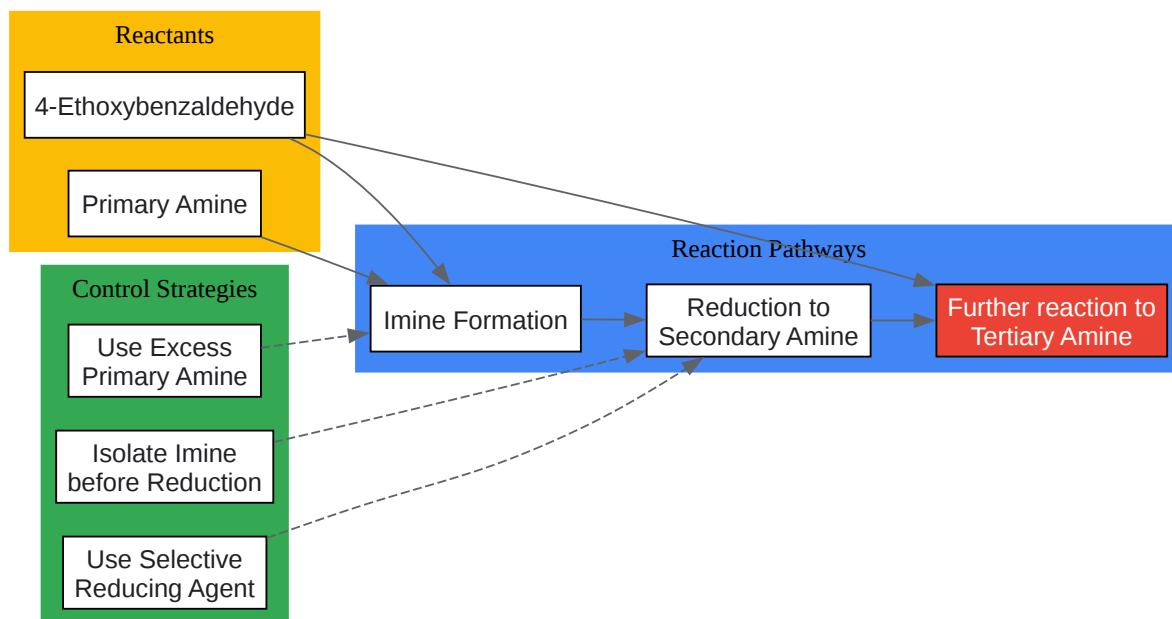 Reactants
4-Ethoxybenzaldehyde
Primary Amine
Control Strategies
Use Excess
Primary Amine
Isolate Imine
before Reduction
Use Selective
Reducing Agent
Reaction Pathways
Imine Formation
Reduction to
Secondary Amine
Further reaction to
Tertiary Amine